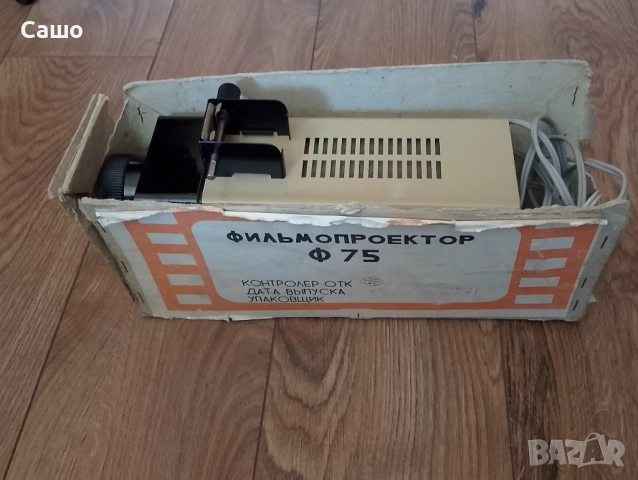 Сашо
ФИЛЬМОПРОЕКТОР
Ф 75
КОНТРОЛЕР ОТК
ДАТА ВЫПУСКА
УПАКОВЩИК
BAZAR